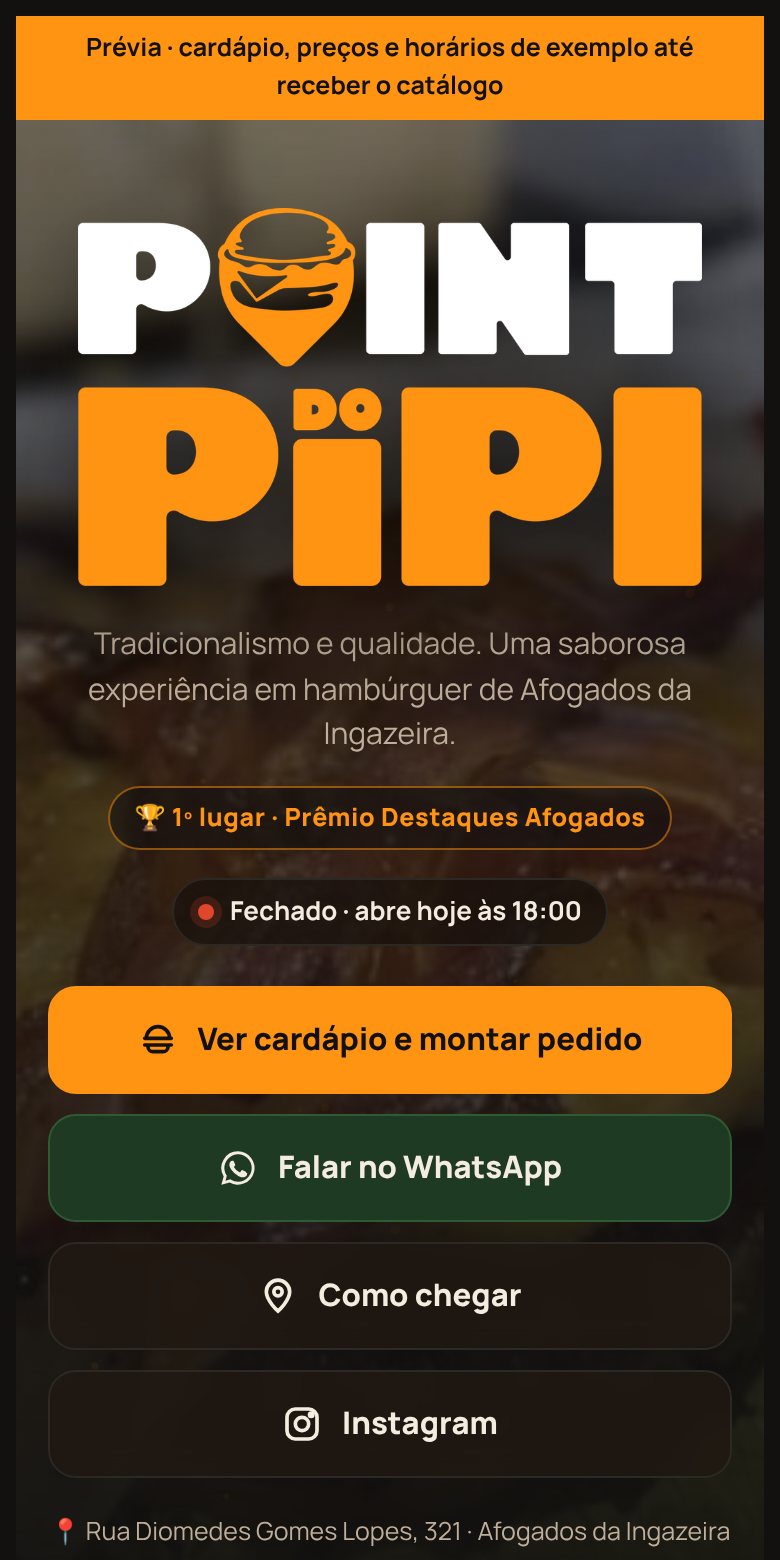 Prévia · cardápio, preços e horários de exemplo até
receber o catálogo
POINT
DO
PiPI
Tradicionalismo e qualidade. Uma saborosa
experiência em hambúrguer de Afogados da
Ingazeira.
🏆 1º lugar · Prêmio Destaques Afogados
Fechado · abre hoje às 18:00
Ver cardápio e montar pedido
Falar no WhatsApp
Como chegar
Instagram
📍 Rua Diomedes Gomes Lopes, 321 · Afogados da Ingazeira